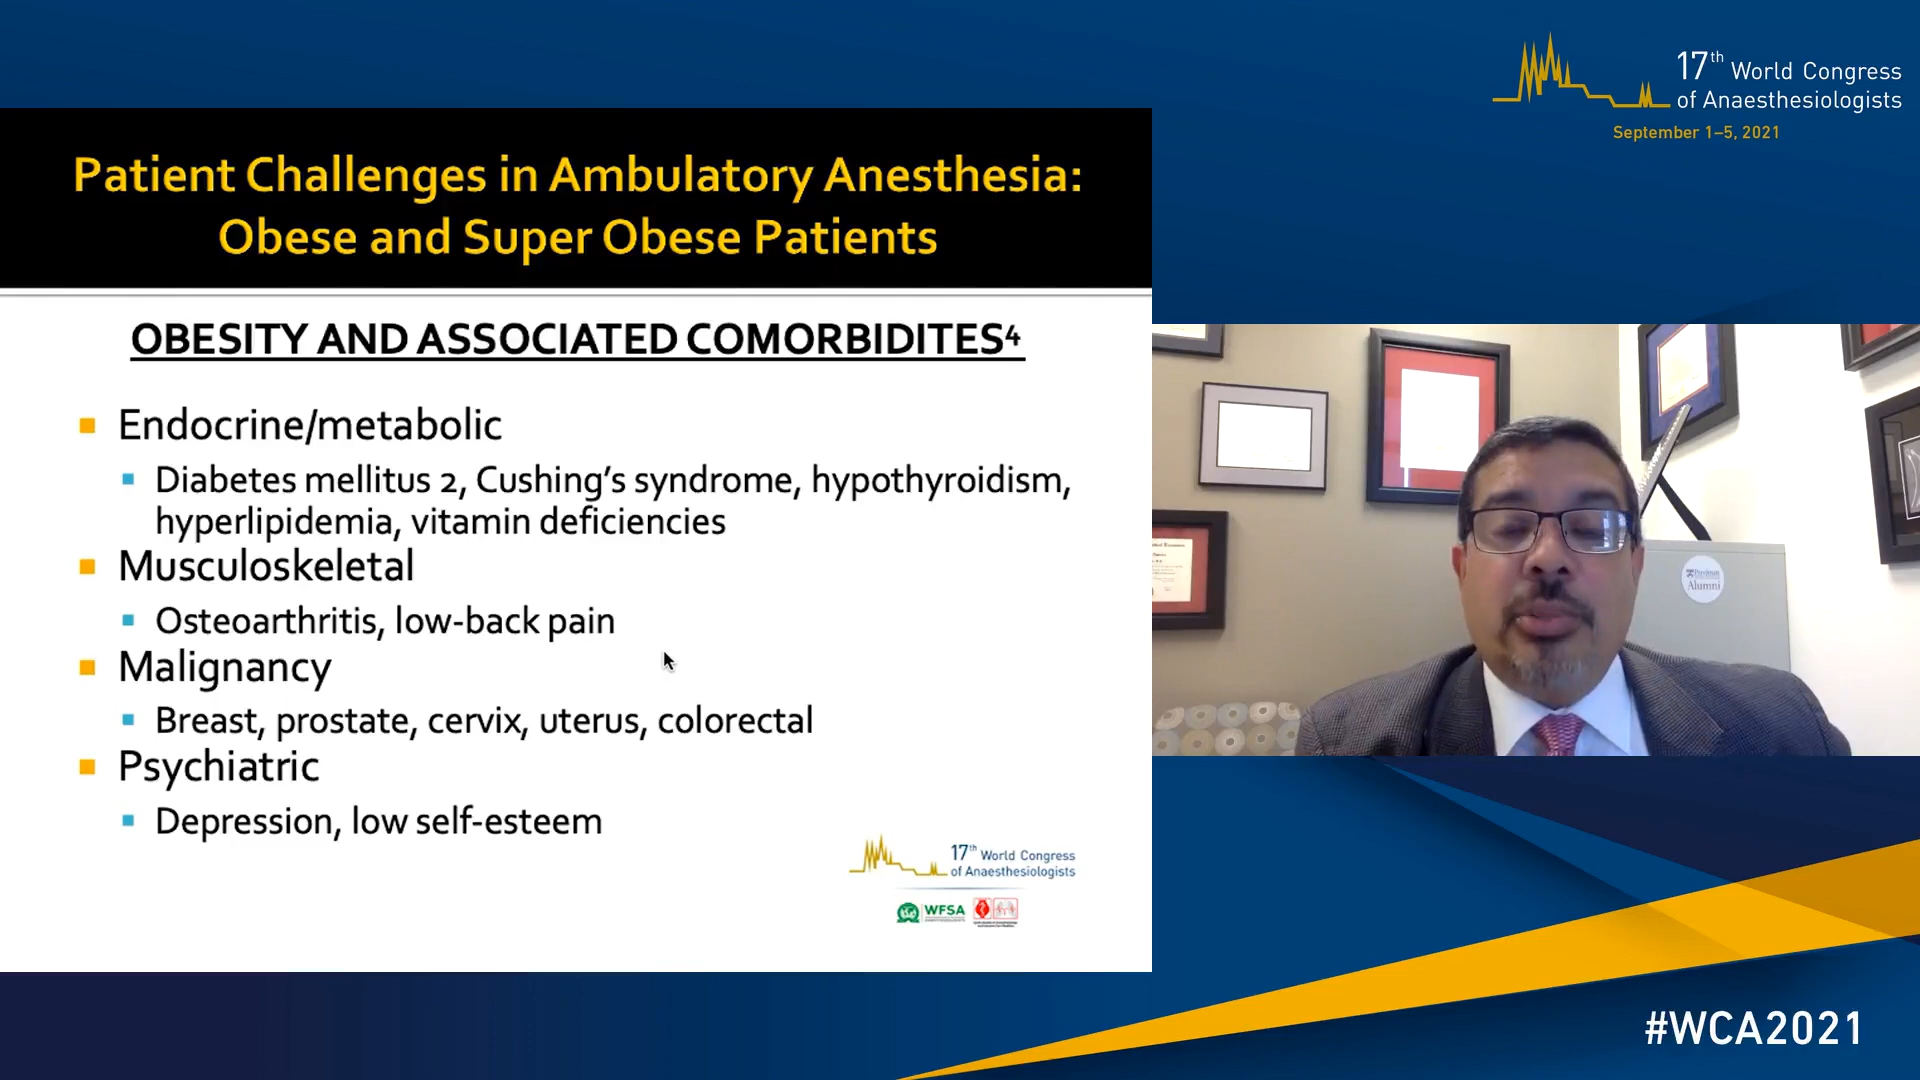 17th World Congress
of Anaesthesiologists
September 1–5, 2021
Patient Challenges in Ambulatory Anesthesia:
Obese and Super Obese Patients
OBESITY AND ASSOCIATED COMORBIDITES⁴
Endocrine/metabolic
Diabetes mellitus 2, Cushing's syndrome, hypothyroidism,
hyperlipidemia, vitamin deficiencies
Musculoskeletal
Osteoarthritis, low-back pain
Malignancy
Breast, prostate, cervix, uterus, colorectal
Psychiatric
Depression, low self-esteem
17th World Congress
of Anaesthesiologists
WFSA
Alumni
#WCA2021